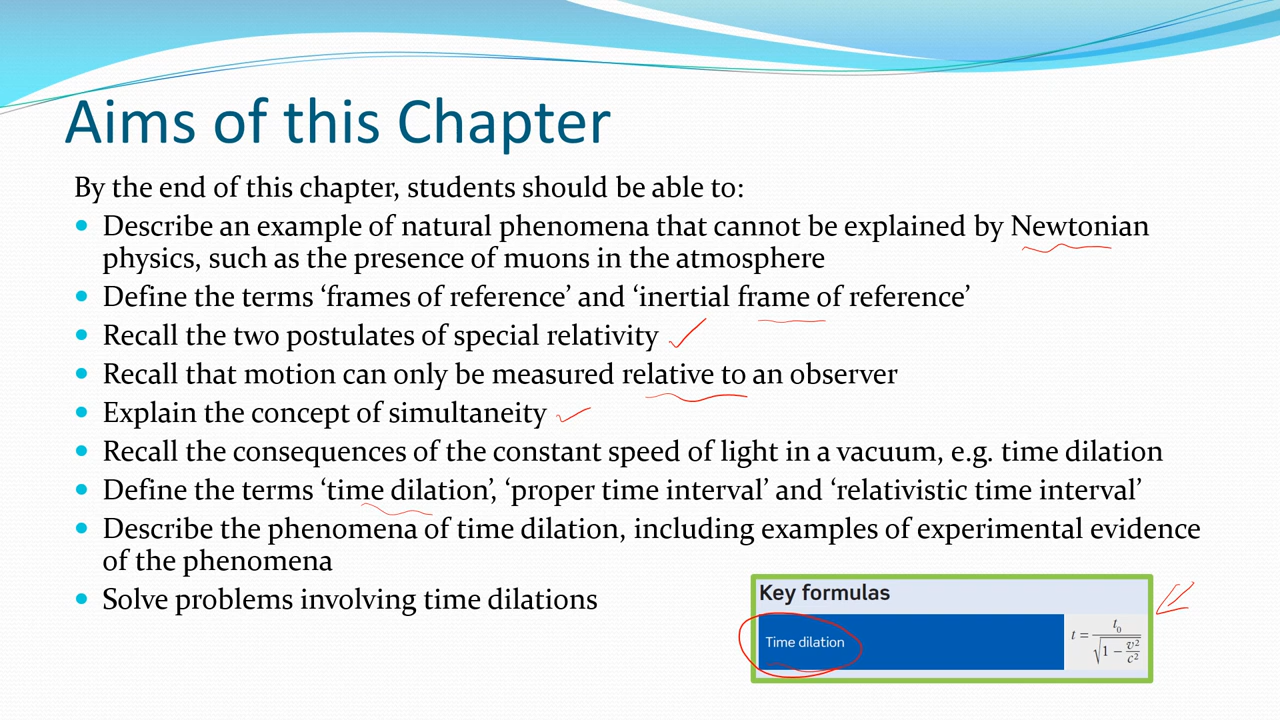 Aims of this Chapter
By the end of this chapter, students should be able to:
• Describe an example of natural phenomena that cannot be explained by Newtonian
physics, such as the presence of muons in the atmosphere
• Define the terms ‘frames of reference’ and ‘inertial frame of reference’
• Recall the two postulates of special relativity
• Recall that motion can only be measured relative to an observer
• Explain the concept of simultaneity
• Recall the consequences of the constant speed of light in a vacuum, e.g. time dilation
• Define the terms ‘time dilation’, ‘proper time interval’ and ‘relativistic time interval’
• Describe the phenomena of time dilation, including examples of experimental evidence
of the phenomena
• Solve problems involving time dilations
Key formulas
Time dilation t = t₀ / √(1 − v²/c²)